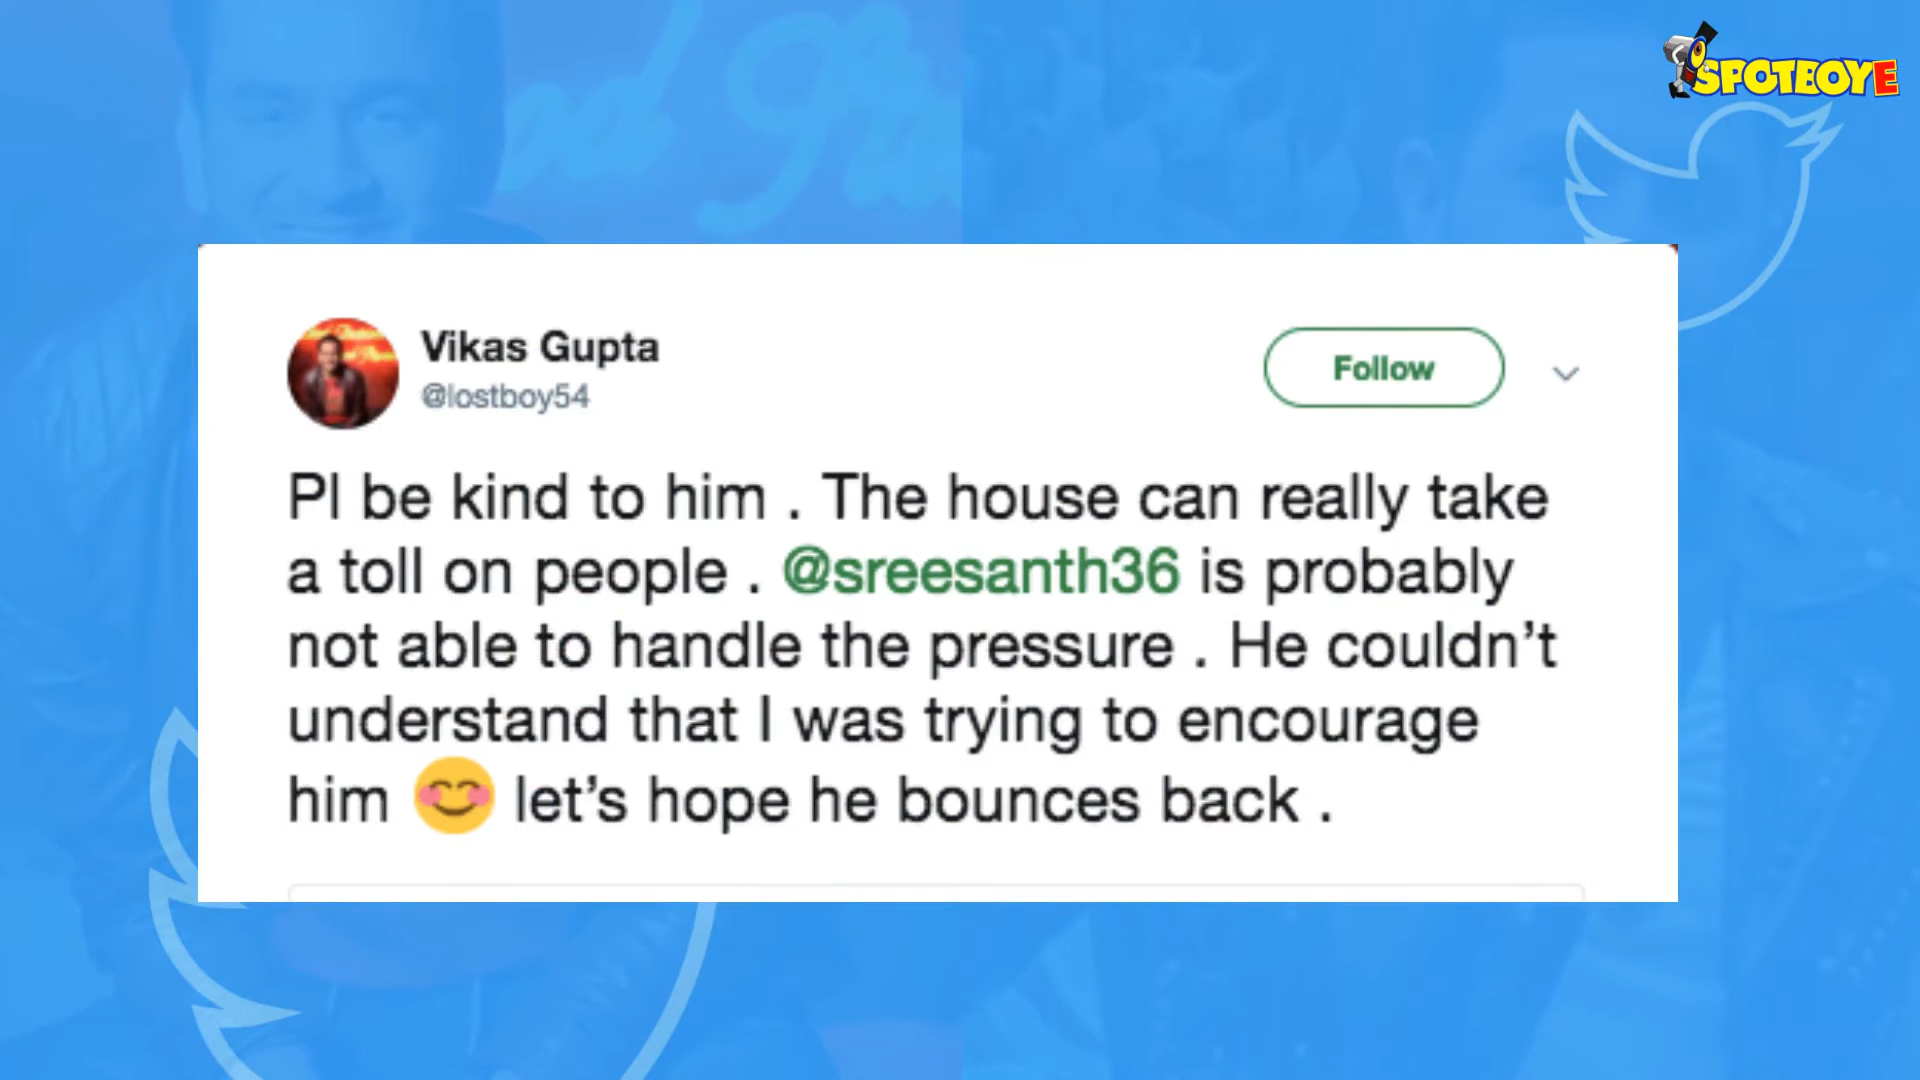 SPOTBOYE
Vikas Gupta
@lostboy54
Follow
Pl be kind to him . The house can really take
a toll on people . @sreesanth36 is probably
not able to handle the pressure . He couldn’t
understand that I was trying to encourage
him 😊 let’s hope he bounces back .